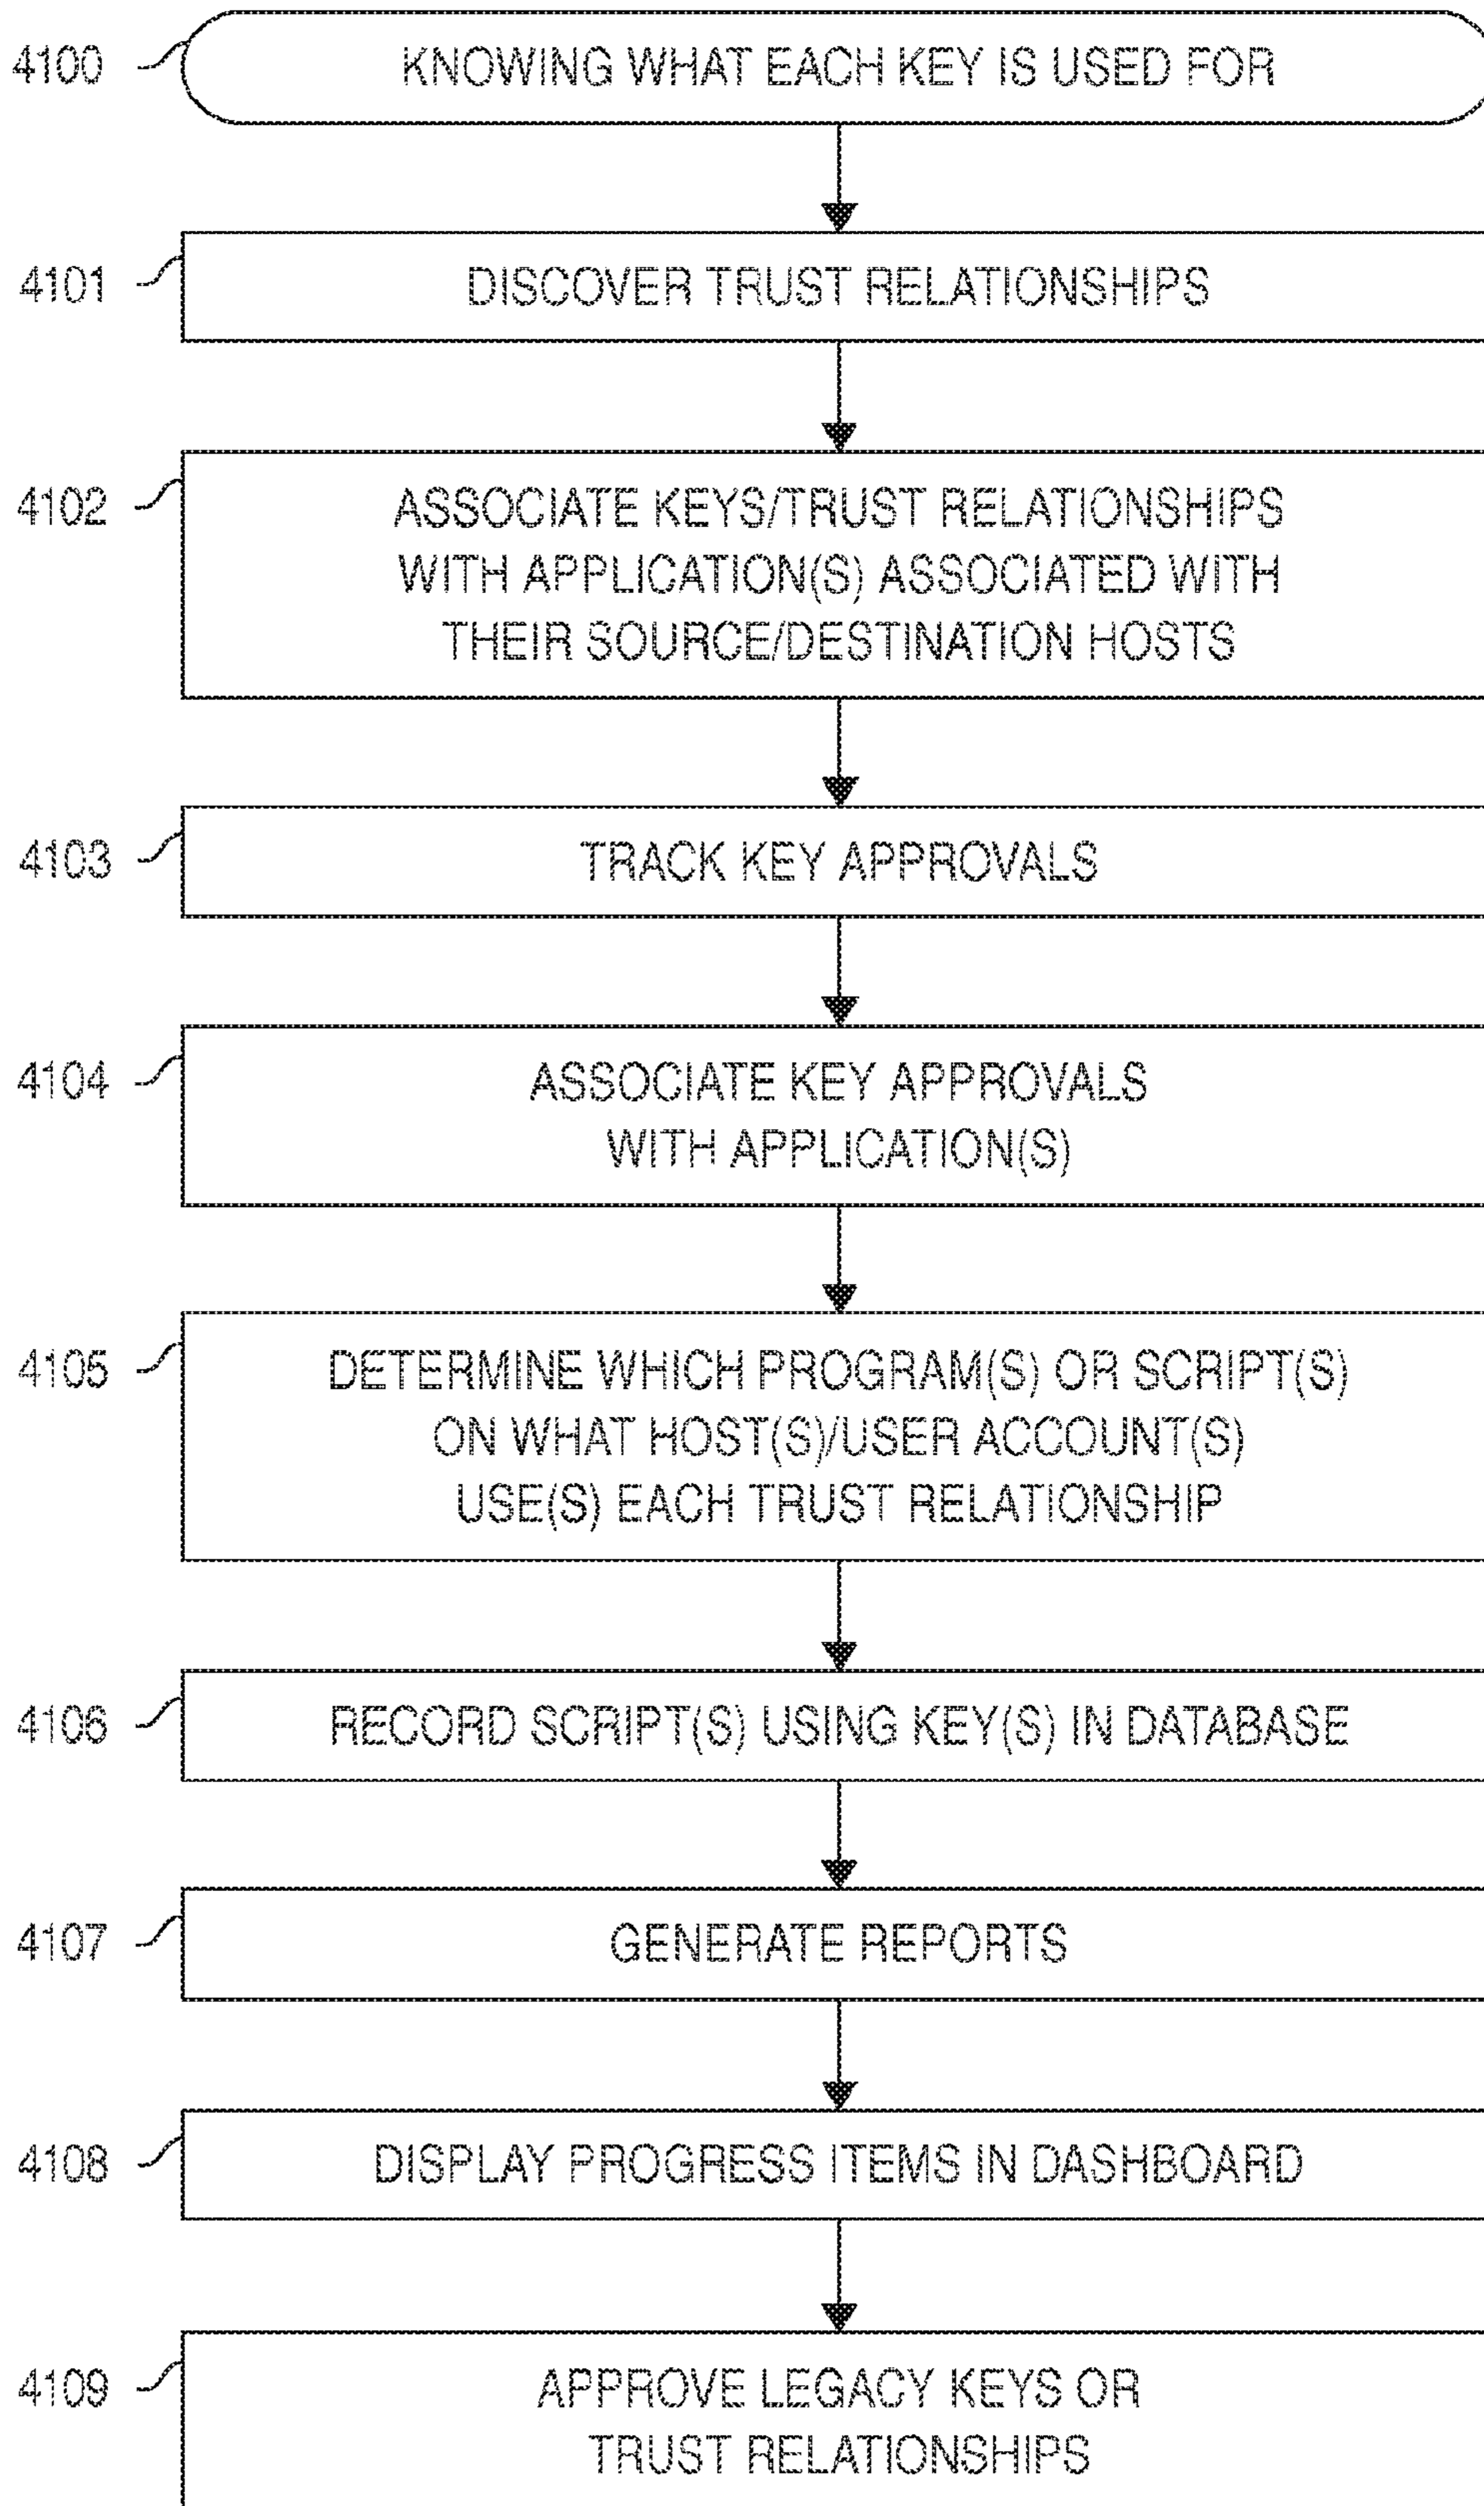 4100 KNOWING WHAT EACH KEY IS USED FOR
4101 DISCOVER TRUST RELATIONSHIPS
4102 ASSOCIATE KEYS/TRUST RELATIONSHIPS
WITH APPLICATION(S) ASSOCIATED WITH
THEIR SOURCE/DESTINATION HOSTS
4103 TRACK KEY APPROVALS
4104 ASSOCIATE KEY APPROVALS
WITH APPLICATION(S)
4105 DETERMINE WHICH PROGRAM(S) OR SCRIPT(S)
ON WHAT HOST(S)/USER ACCOUNT(S)
USE(S) EACH TRUST RELATIONSHIP
4106 RECORD SCRIPT(S) USING KEY(S) IN DATABASE
4107 GENERATE REPORTS
4108 DISPLAY PROGRESS ITEMS IN DASHBOARD
4109 APPROVE LEGACY KEYS OR
TRUST RELATIONSHIPS